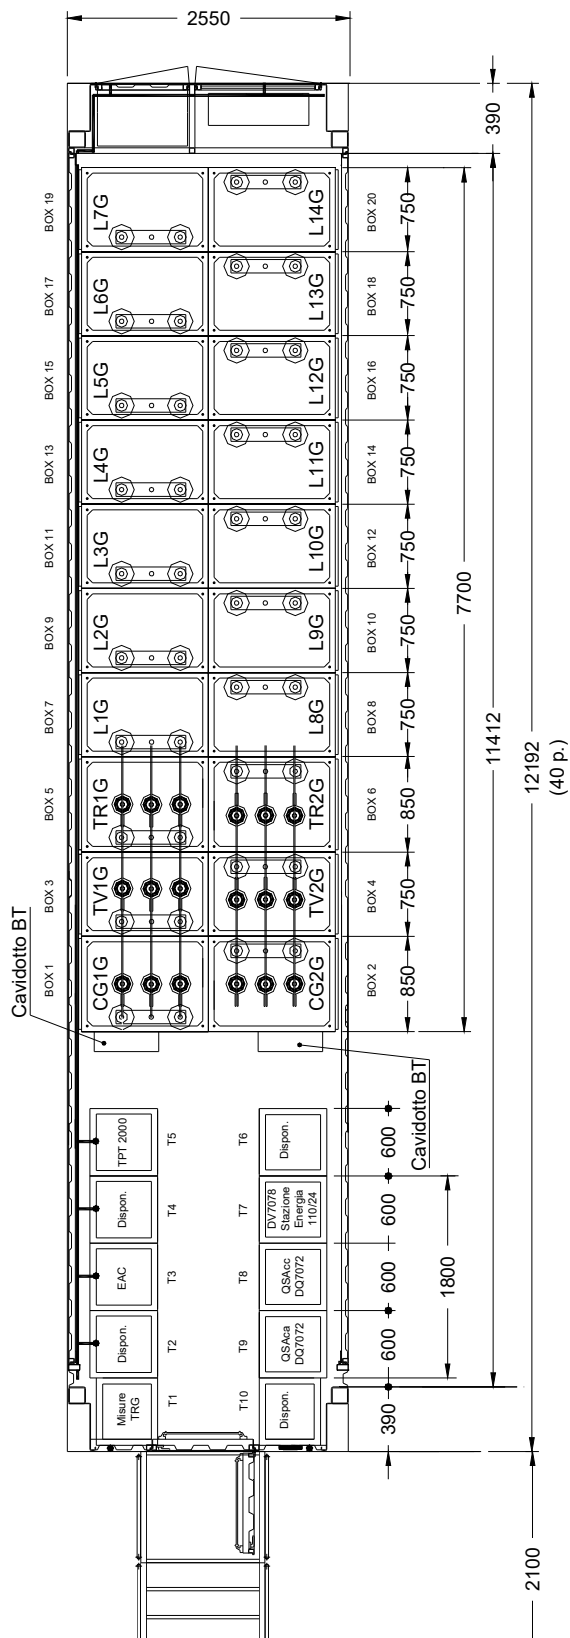 2550
390
BOX 19
L7G
L14G
BOX 20
750
BOX 17
L6G
L13G
BOX 18
750
BOX 15
L5G
L12G
BOX 16
750
BOX 13
L4G
L11G
BOX 14
750
BOX 11
L3G
L10G
BOX 12
750
7700
BOX 9
L2G
L9G
BOX 10
750
BOX 7
L1G
L8G
BOX 8
750
11412
12192
(40 p.)
BOX 5
TR1G
TR2G
BOX 6
850
BOX 3
TV1G
TV2G
BOX 4
750
BOX 1
CG1G
CG2G
BOX 2
850
Cavidotto BT
Cavidotto BT
TPT 2000
T5
T6
Dispon.
600
Dispon.
T4
T7
DV7078
Stazione
Energia
110/24
600
EAC
T3
T8
QSAcc
DQ7072
600
1800
Dispon.
T2
T9
QSAca
DQ7072
600
Misure
TRG
T1
T10
Dispon.
390
2100